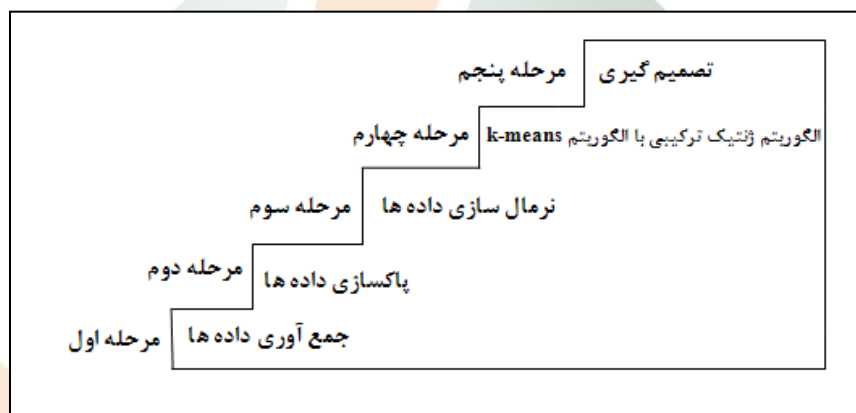 مرحله پنجم تصمیم گیری
مرحله چهارم الگوریتم ژنتیک ترکیبی با الگوریتم k-means
مرحله سوم نرمال سازی داده ها
مرحله دوم پاکسازی داده ها
مرحله اول جمع آوری داده ها